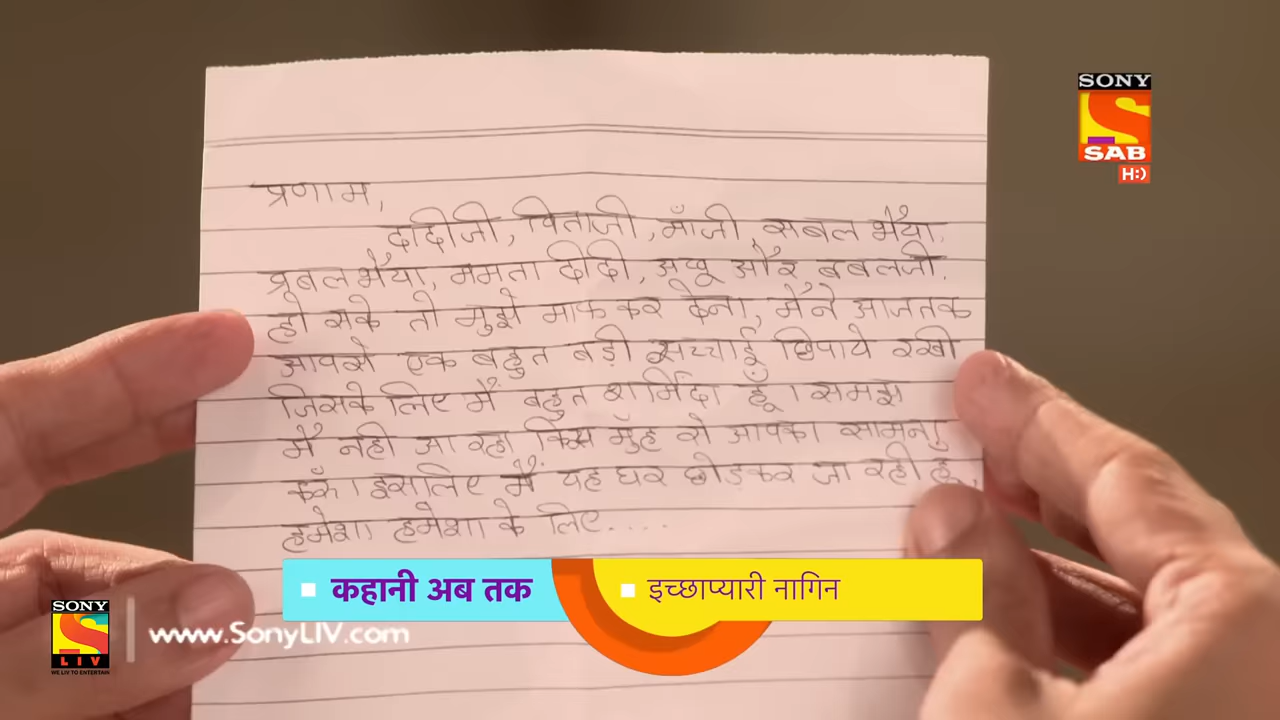 SONY
S
SAB
H:)
प्रणाम,
दादीजी, पिताजी, माँजी, सबल भैया,
प्रबल भैया, ममता दीदी, अप्पू और बबलजी.
हो सके तो मुझे माफ कर देना, मैंने आजतक
आपसे एक बहुत बड़ी सच्चाई छिपाये रखी
जिसके लिए मैं बहुत शर्मिंदा हूँ। समझ
में नही आ रहा किस मुँह से आपका सामना
करूँ। इसलिए मैं यह घर छोडकर जा रही हूँ,
हमेशा हमेशा के लिए....
कहानी अब तक
इच्छाप्यारी नागिन
SONY
S
LIV
WE LIV TO ENTERTAIN
www.SonyLIV.com